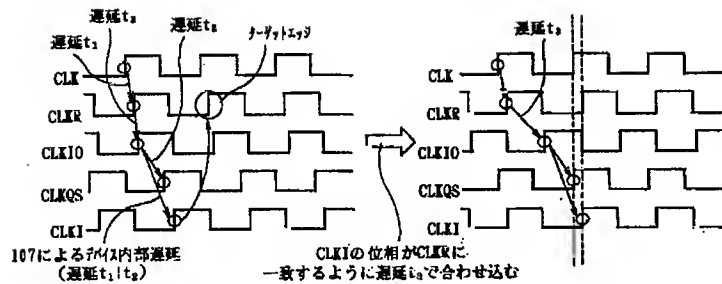 遅延t₃
遅延t₁
遅延t₂
ターゲットエッジ
CLK
CLKR
CLKIO
CLKQS
CLKI
107によるデバイス内部遅延
(遅延t₁+t₂)
遅延t₃
CLK
CLKR
CLKIO
CLKQS
CLKI
CLKIの位相がCLKRに
一致するように遅延t₃で合わせ込む